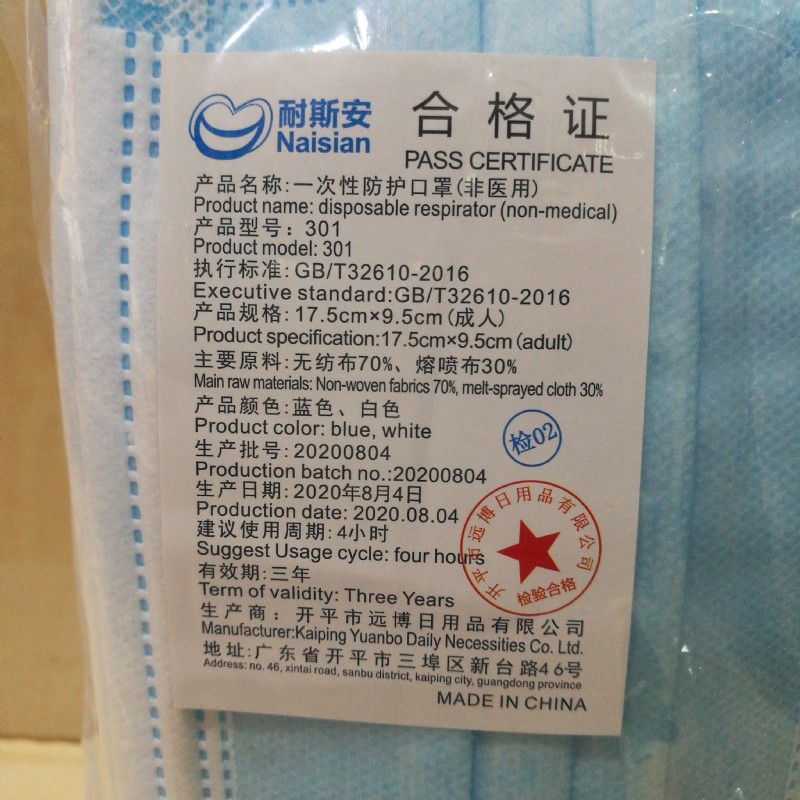 耐斯安
Naisian
合格证
PASS CERTIFICATE
产品名称:一次性防护口罩(非医用)
Product name: disposable respirator (non-medical)
产品型号：301
Product model: 301
执行标准:GB/T32610-2016
Executive standard:GB/T32610-2016
产品规格:17.5cm×9.5cm(成人)
Product specification:17.5cm×9.5cm(adult)
主要原料:无纺布70%、熔喷布30%
Main raw materials: Non-woven fabrics 70%, melt-sprayed cloth 30%
产品颜色:蓝色、白色
Product color: blue, white
检02
生产批号:20200804
Production batch no.:20200804
生产日期:2020年8月4日
Production date: 2020.08.04
建议使用周期:4小时
Suggest Usage cycle: four hours
有效期:三年
Term of validity: Three Years
开平市远博日用品有限公司
检验合格
生产商：开平市远博日用品有限公司
Manufacturer:Kaiping Yuanbo Daily Necessities Co. Ltd.
地址:广东省开平市三埠区新台路46号
Address: no. 46, xintai road, sanbu district, kaiping city, guangdong province
MADE IN CHINA